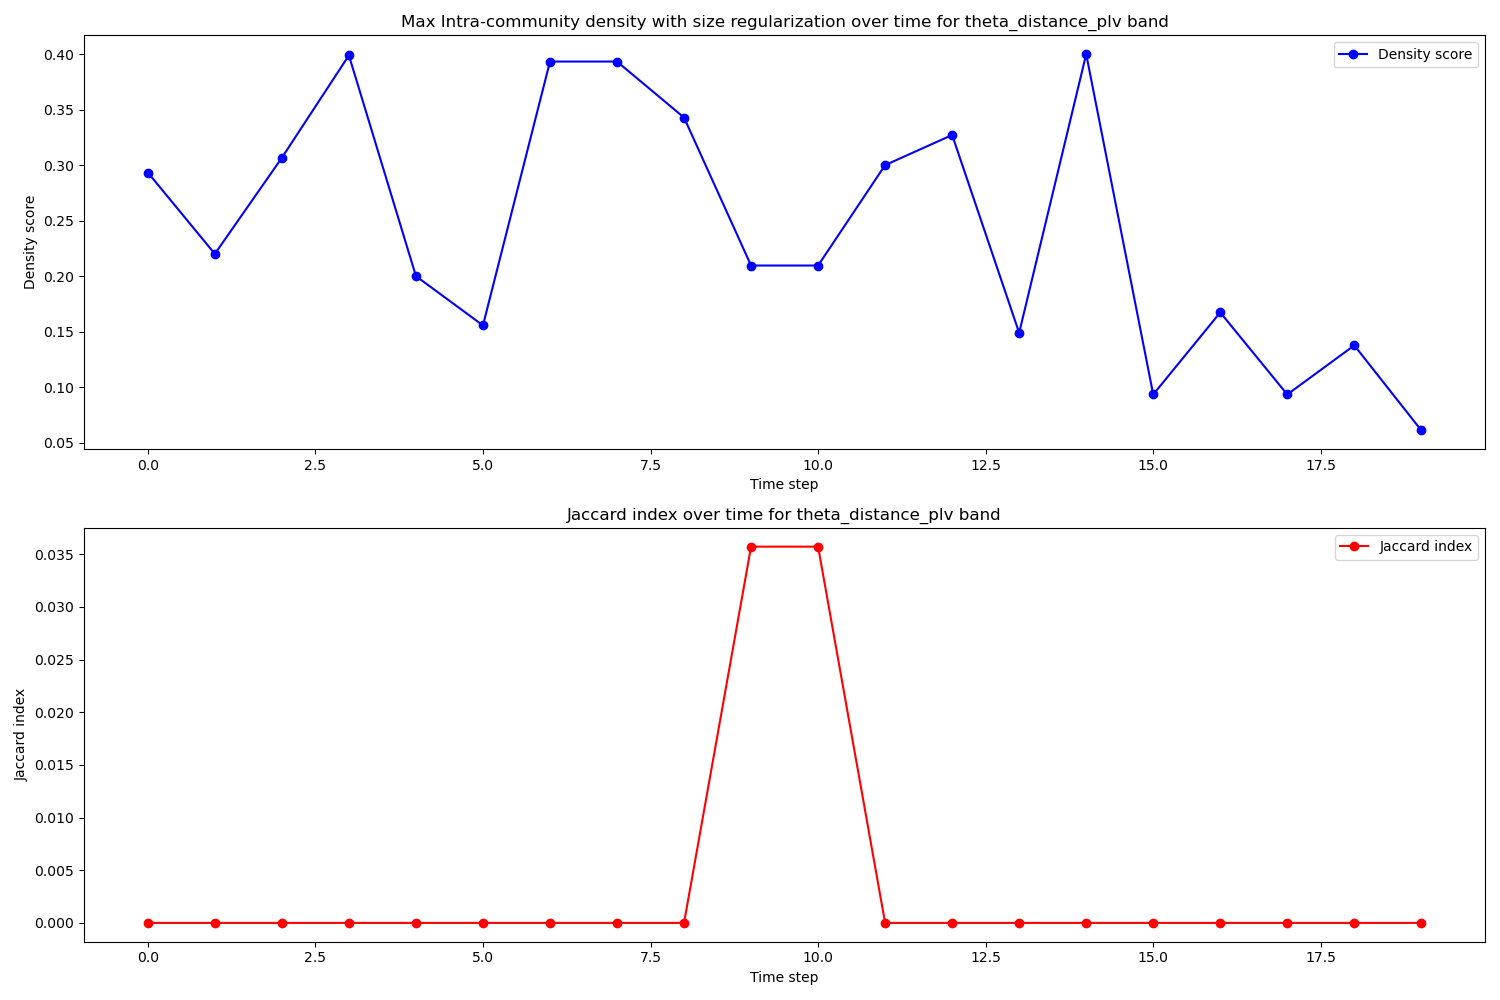 Max Intra-community density with size regularization over time for theta_distance_plv band
Density score
0.40
0.35
0.30
0.25
0.20
0.15
0.10
0.05
Density score
0.0 2.5 5.0 7.5 10.0 12.5 15.0 17.5
Time step
Jaccard index over time for theta_distance_plv band
Jaccard index
0.035
0.030
0.025
0.020
0.015
0.010
0.005
0.000
Jaccard index
0.0 2.5 5.0 7.5 10.0 12.5 15.0 17.5
Time step